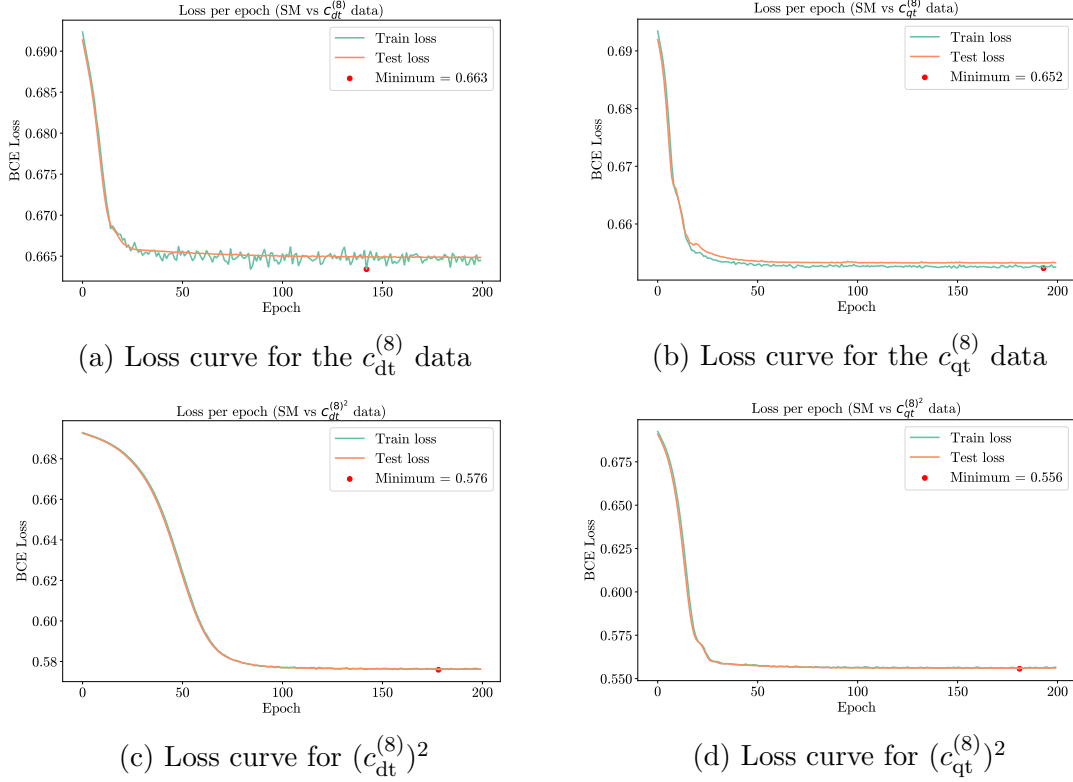 Loss per epoch (SM vs $c_{dt}^{(8)}$ data)
Train loss
Test loss
Minimum = 0.663
BCE Loss
0.690
0.685
0.680
0.675
0.670
0.665
0 50 100 150 200
Epoch
(a) Loss curve for the $c_{\mathrm{dt}}^{(8)}$ data
Loss per epoch (SM vs $c_{qt}^{(8)}$ data)
Train loss
Test loss
Minimum = 0.652
BCE Loss
0.69
0.68
0.67
0.66
0 50 100 150 200
Epoch
(b) Loss curve for the $c_{\mathrm{qt}}^{(8)}$ data
Loss per epoch (SM vs $c_{dt}^{(8)^2}$ data)
Train loss
Test loss
Minimum = 0.576
BCE Loss
0.68
0.66
0.64
0.62
0.60
0.58
0 50 100 150 200
Epoch
(c) Loss curve for $(c_{\mathrm{dt}}^{(8)})^2$
Loss per epoch (SM vs $c_{qt}^{(8)^2}$ data)
Train loss
Test loss
Minimum = 0.556
BCE Loss
0.675
0.650
0.625
0.600
0.575
0.550
0 50 100 150 200
Epoch
(d) Loss curve for $(c_{\mathrm{qt}}^{(8)})^2$